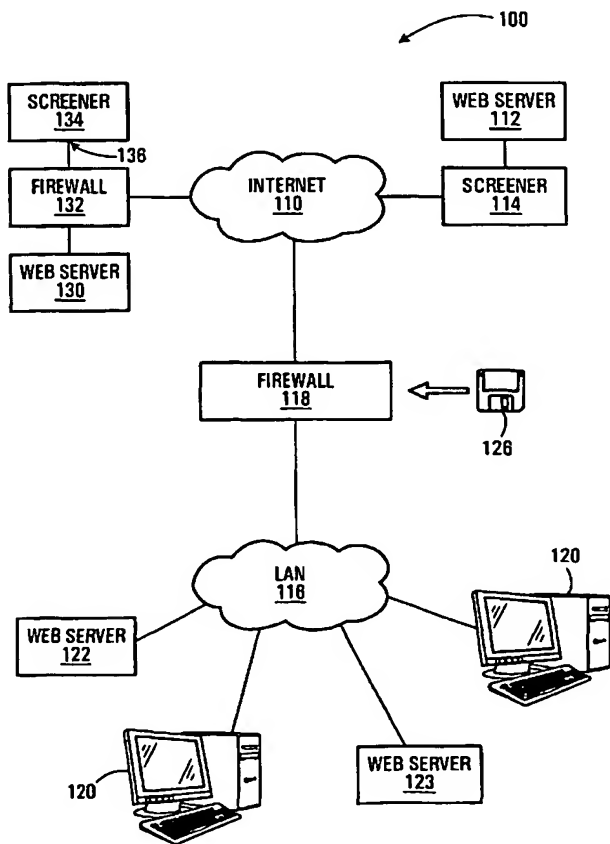 100
SCREENER
134
WEB SERVER
112
136
FIREWALL
132
INTERNET
110
SCREENER
114
WEB SERVER
130
FIREWALL
118
126
LAN
116
120
WEB SERVER
122
120
WEB SERVER
123